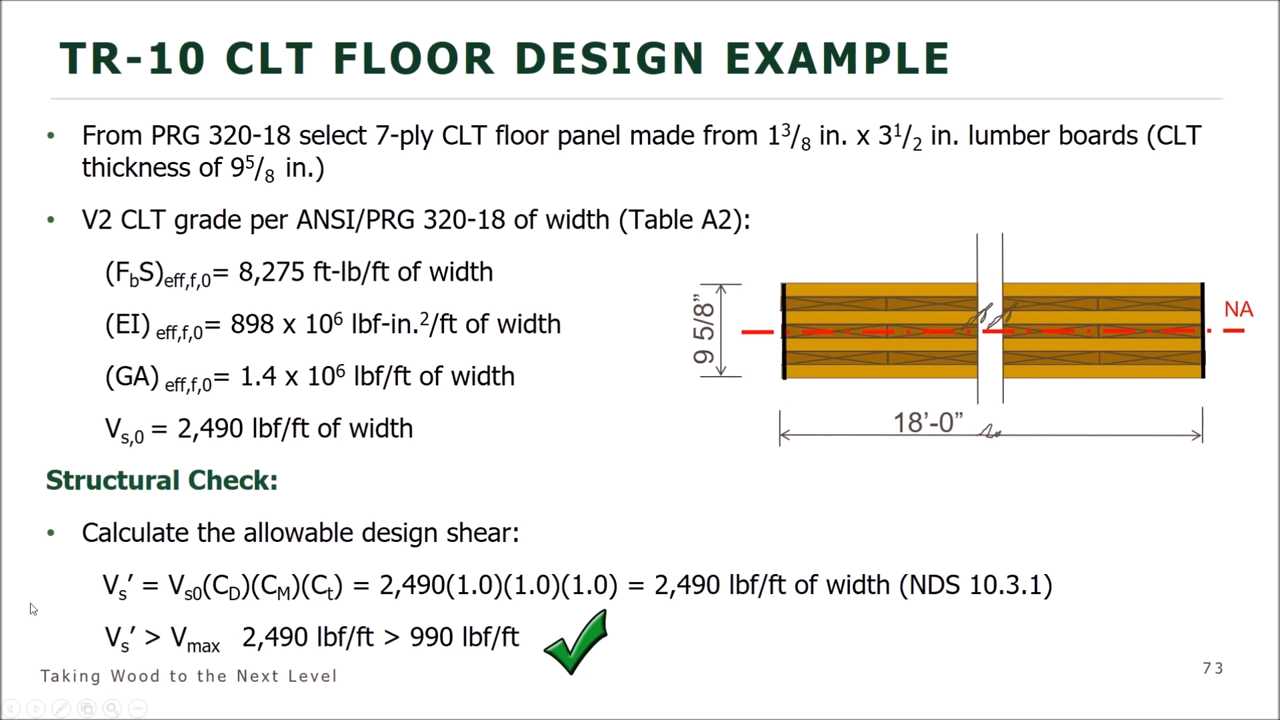 TR-10 CLT FLOOR DESIGN EXAMPLE
• From PRG 320-18 select 7-ply CLT floor panel made from 1³/₈ in. x 3¹/₂ in. lumber boards (CLT
thickness of 9⁵/₈ in.)
• V2 CLT grade per ANSI/PRG 320-18 of width (Table A2):
(F_bS)_eff,f,0= 8,275 ft-lb/ft of width
(EI) _eff,f,0= 898 x 10⁶ lbf-in.²/ft of width
(GA) _eff,f,0= 1.4 x 10⁶ lbf/ft of width
V_s,0 = 2,490 lbf/ft of width
9 5/8”
NA
18’-0”
Structural Check:
• Calculate the allowable design shear:
V_s’ = V_s0(C_D)(C_M)(C_t) = 2,490(1.0)(1.0)(1.0) = 2,490 lbf/ft of width (NDS 10.3.1)
V_s’ > V_max 2,490 lbf/ft > 990 lbf/ft
Taking Wood to the Next Level
73